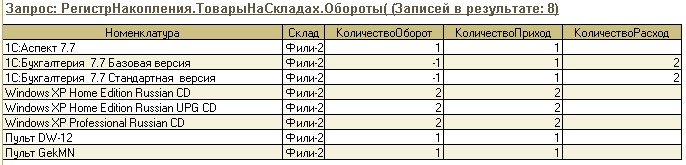 Запрос: РегистрНакопления.ТоварыНаСкладах.Обороты( (Записей в результате: 8)
Номенклатура Склад КоличествоОборот КоличествоПриход КоличествоРасход
1С:Аспект 7.7 Фили-2 1 1
1С:Бухгалтерия 7.7 Базовая версия Фили-2 -1 1 2
1С:Бухгалтерия 7.7 Стандартная версия Фили-2 -1 1 2
Windows XP Home Edition Russian CD Фили-2 2 2
Windows XP Home Edition Russian UPG CD Фили-2 2 2
Windows XP Professional Russian CD Фили-2 2 2
Пульт DW-12 Фили-2 1 1
Пульт GekMN Фили-2 1 1